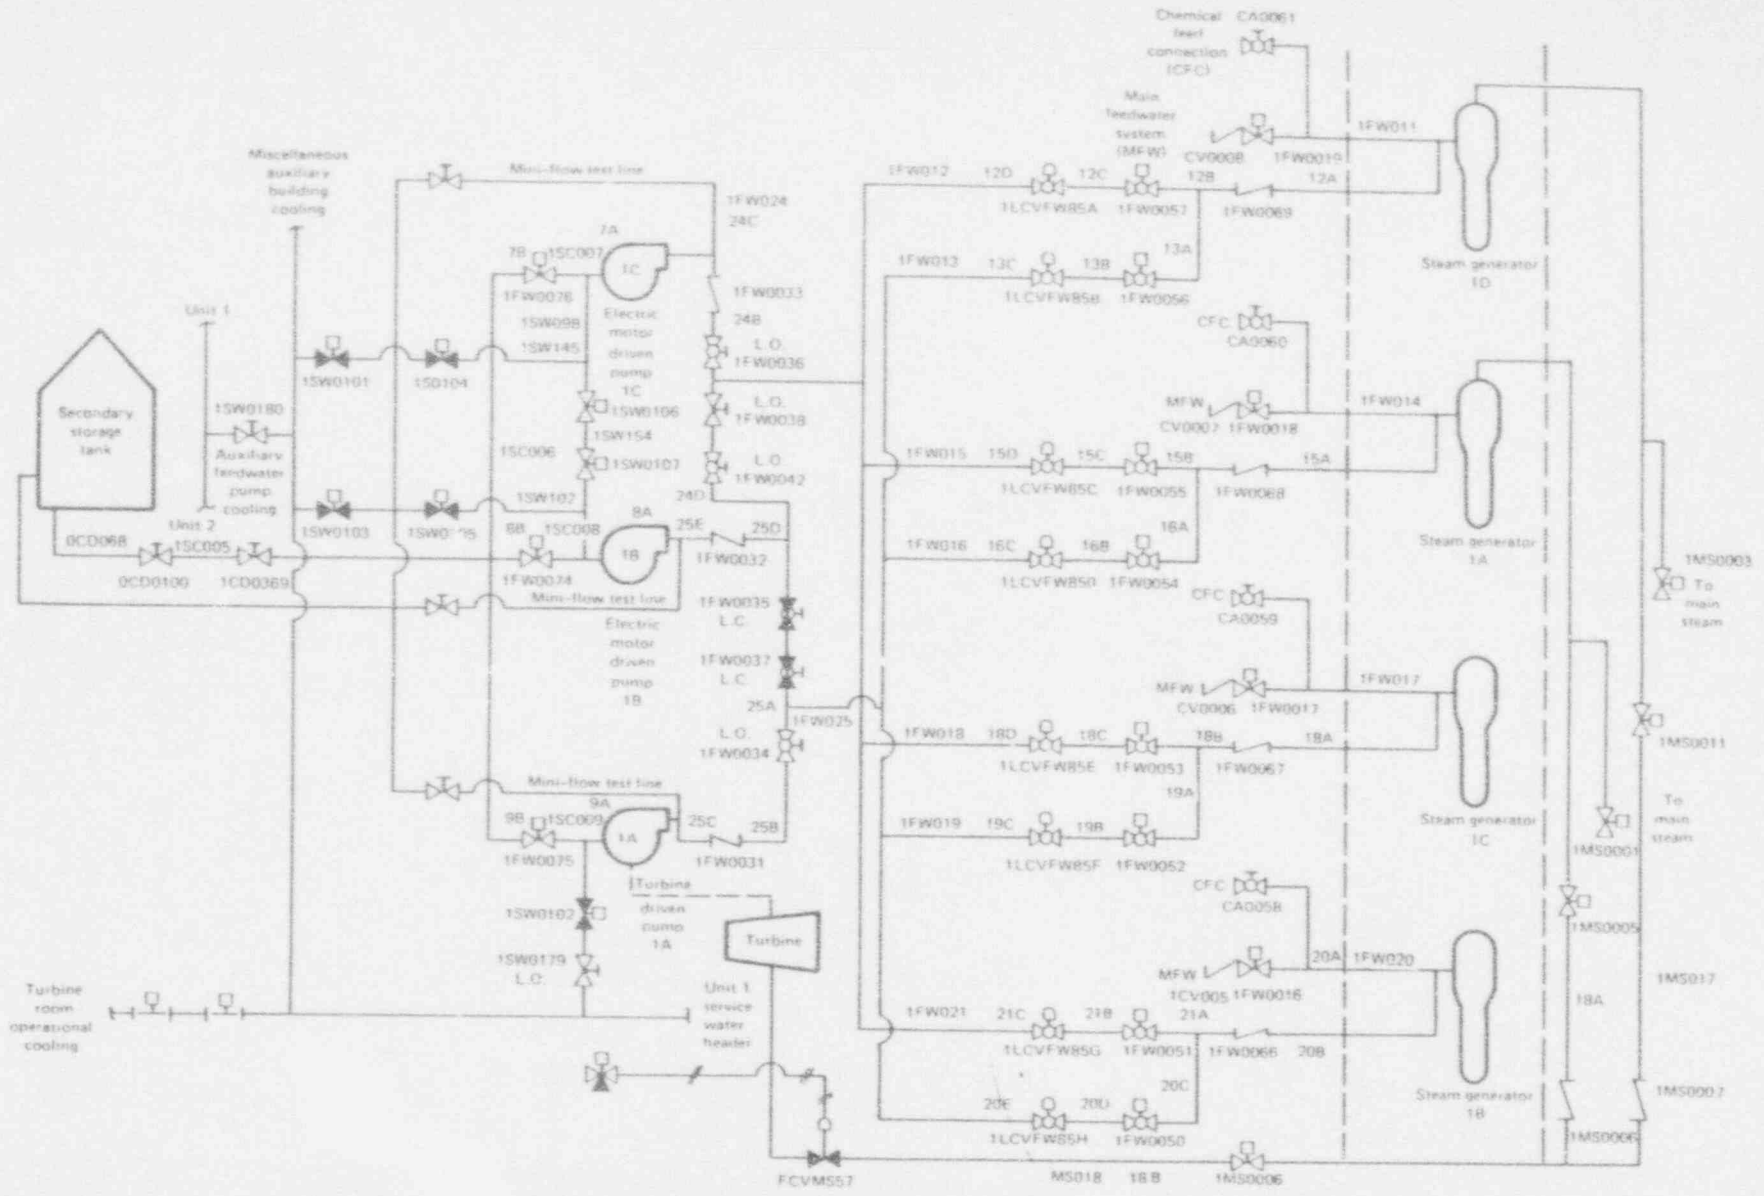 Chemical
feed
connection
(CFC)
CA0061
Main
feedwater
system
(MFW)
CV0008
1FW0019
1FW011
1FW012
12D
12C
12B
12A
1LCVFW85A
1FW0057
1FW0069
13A
1FW013
13C
13B
1LCVFW85B
1FW0056
Steam generator
1D
Miscellaneous
auxiliary
building
cooling
Mini-flow test line
1FW024
24C
7A
7B
1SC007
1C
1FW0076
1FW0033
24B
1SW098
1SW145
Electric
motor
driven
pump
1C
L.O.
1FW0036
Unit 1
1SW0101
1S0104
Secondary
storage
tank
1SW0180
Auxiliary
feedwater
pump
cooling
Unit 2
1SW0106
1SW154
1SC006
1SW0107
L.O.
1FW0038
L.O.
1FW0042
24D
CFC
CA0060
MFW
CV0007
1FW0018
1FW014
1FW015
15D
15C
15B
15A
1LCVFW85C
1FW0055
1FW0068
16A
1FW016
16C
16B
1LCVFW85D
1FW0054
Steam generator
1A
1MS0003
To
main
steam
0CD068
1SC005
0CD0100
1CD0369
1SW0103
1SW102
6B
1SC008
8A
1B
25E
25D
1FW0074
1FW0032
Mini-flow test line
Electric
motor
driven
pump
1B
1FW0035
L.C.
1FW0037
L.C.
25A
1FW025
L.O.
1FW0034
CFC
CA0059
MFW
CV0006
1FW0017
1FW017
1FW018
18D
18C
18B
18A
1LCVFW85E
1FW0053
1FW0067
19A
1FW019
19C
19B
1LCVFW85F
1FW0052
Steam generator
1C
1MS0011
To
main
steam
1MS0001
Mini-flow test line
9A
9B
1SC009
1A
25C
25B
1FW0075
1FW0031
Turbine
driven
pump
1A
1SW0102
1SW0179
L.O.
Turbine
Unit 1
service
water
header
Turbine
room
operational
cooling
CFC
CA0058
MFW
1CV005
1FW0016
20A
1FW020
1FW021
21C
21B
21A
1LCVFW85G
1FW0051
1FW0066
20B
20C
20E
20D
1LCVFW85H
1FW0050
Steam generator
1B
1MS0005
18A
1MS017
1MS0007
1MS0006
FCVMS57
MS018
18B
1MS0006